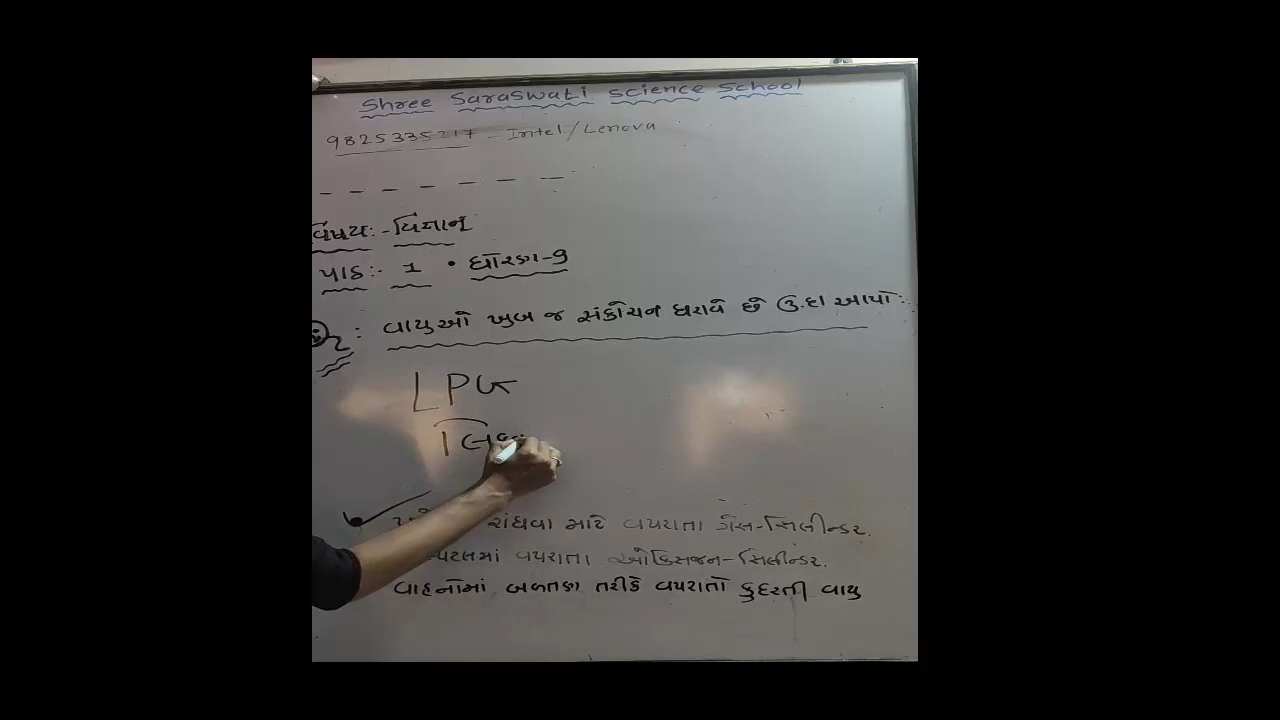 Shree Saraswati Science School
9825335217 - Intel/Lenova
વિષય:- વિજ્ઞાન
પાઠ:- 1 • ધોરણ-9
: વાયુઓ ખુબ જ સંકોચન ધરાવે છે ઉ.દા આપો:
LPG
રાંધવા માટે વપરાતા ગેસ-સિલીન્ડર.
વપરાતા ઓક્સિજન-સિલીન્ડર.
વાહનોમાં બળતણ તરીકે વપરાતો કુદરતી વાયુ